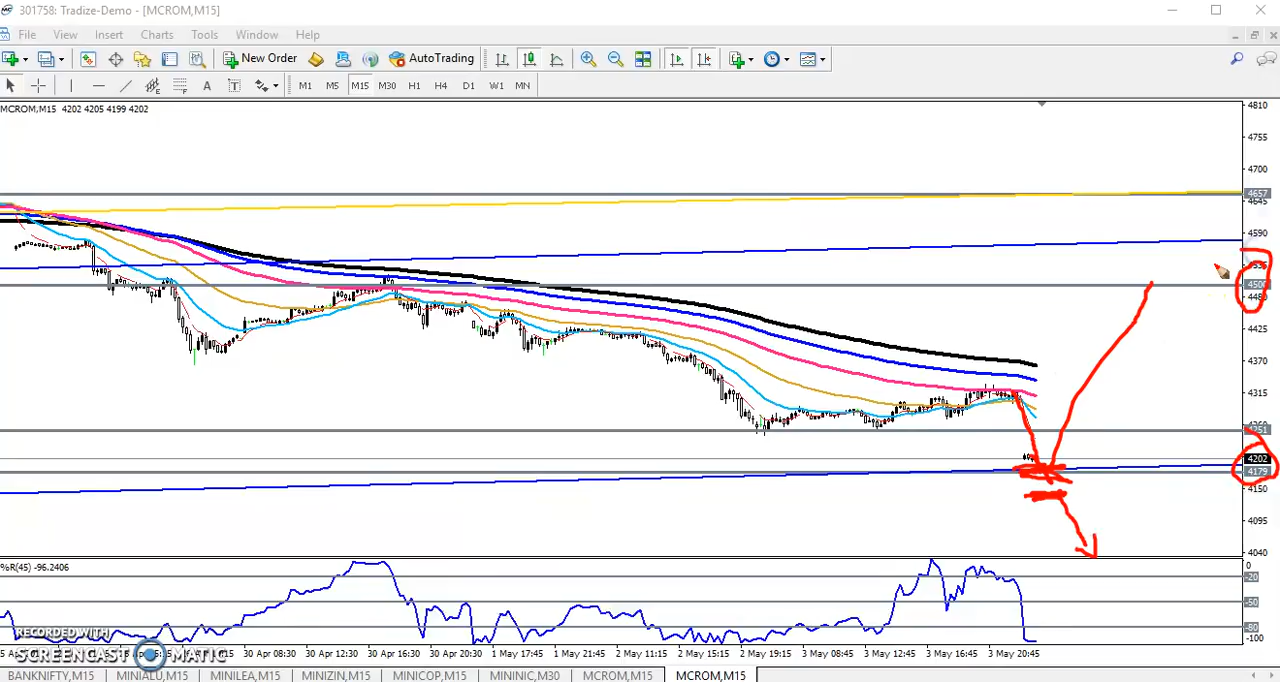 301758: Tradize-Demo - [MCROM,M15]
File View Insert Charts Tools Window Help
New Order AutoTrading
A T M1 M5 M15 M30 H1 H4 D1 W1 MN
MCROM,M15 4202 4205 4199 4202
4810
4755
4700
4657
4645
4590
4535
4500
4480
4425
4370
4315
4251
4202
4179
4150
4095
4040
%R(45) -96.2406
0
-20
-50
-80
-100
RECORDED WITH
SCREENCAST MATIC
30 Apr 08:30 30 Apr 12:30 30 Apr 16:30 30 Apr 20:30 1 May 17:45 1 May 21:45 2 May 11:15 2 May 15:15 2 May 19:15 3 May 08:45 3 May 12:45 3 May 16:45 3 May 20:45
BANKNIFTY,M15 MINIALU,M15 MINILEA,M15 MINIZIN,M15 MINICOP,M15 MININIC,M30 MCROM,M15 MCROM,M15